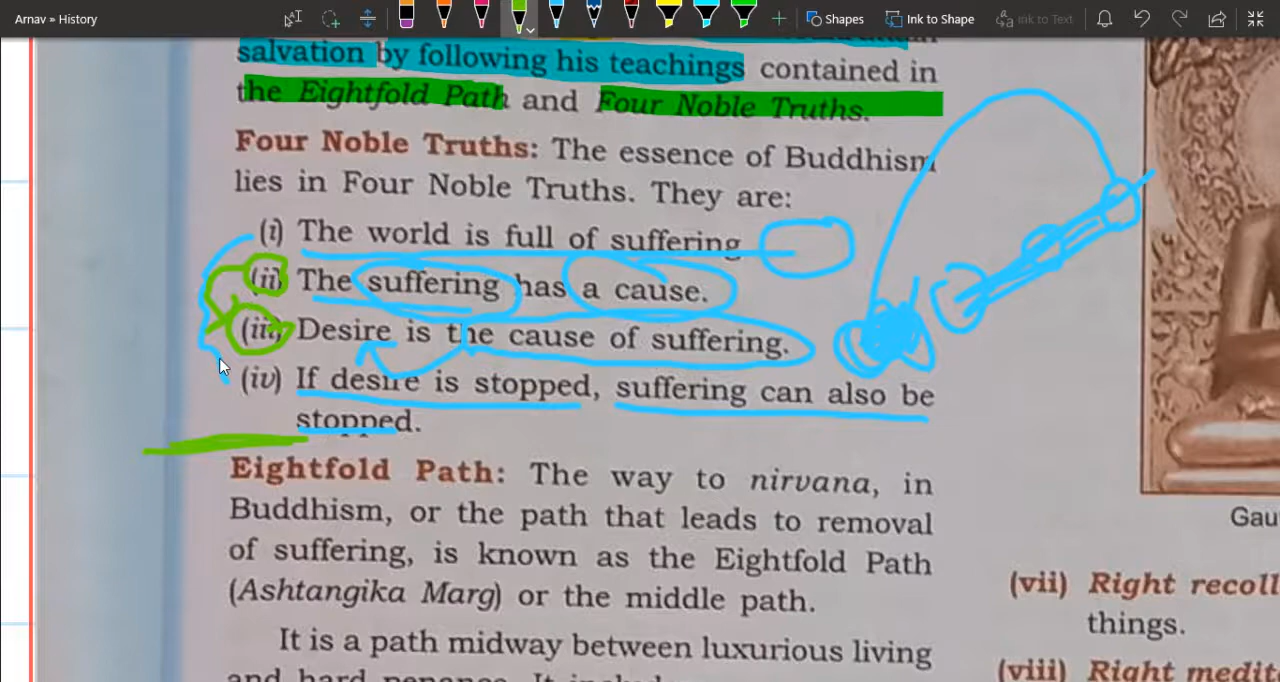 Arnav » History
Shapes
Ink to Shape
Ink to Text
salvation by following his teachings contained in
the Eightfold Path and Four Noble Truths.
Four Noble Truths: The essence of Buddhism
lies in Four Noble Truths. They are:
(i) The world is full of suffering
(ii) The suffering has a cause.
(iii) Desire is the cause of suffering.
(iv) If desire is stopped, suffering can also be
stopped.
Eightfold Path: The way to nirvana, in
Buddhism, or the path that leads to removal
of suffering, is known as the Eightfold Path
(Ashtangika Marg) or the middle path.
It is a path midway between luxurious living
and hard penance. It
Gau
(vii) Right recoll
things.
(viii) Right medit